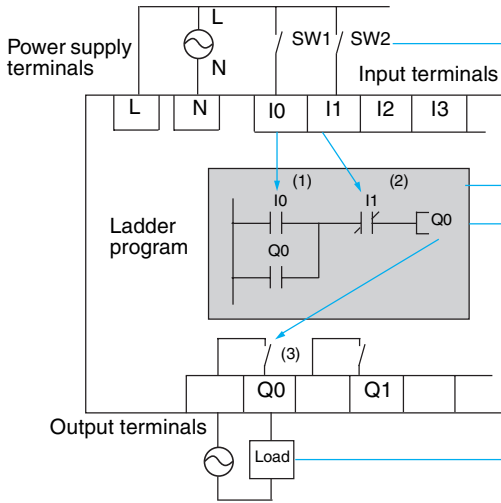 L
Power supply
terminals
N
SW1
SW2
Input terminals
L
N
I0
I1
I2
I3
(1)
(2)
I0
I1
Q0
Ladder
program
Q0
(3)
Q0
Q1
Output terminals
Load